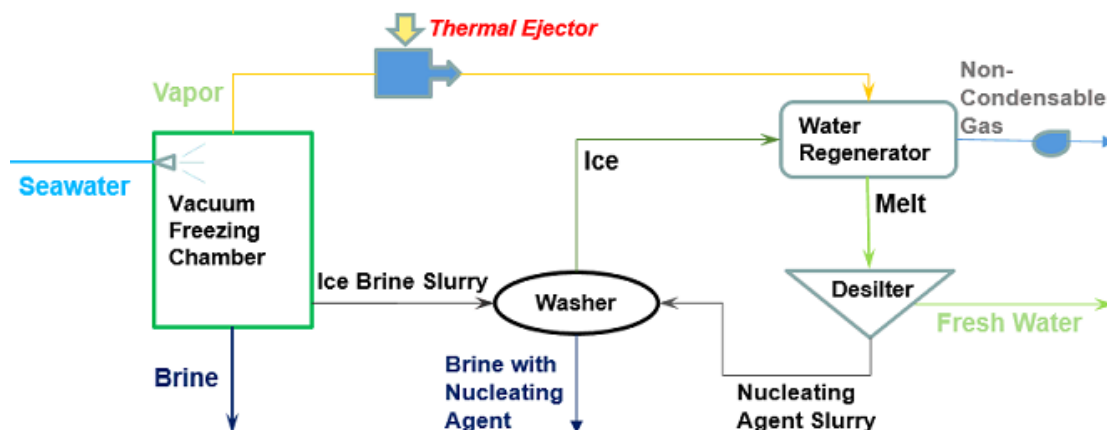 Thermal Ejector
Vapor
Non-
Condensable
Gas
Water
Regenerator
Seawater
Ice
Vacuum
Freezing
Chamber
Melt
Ice Brine Slurry
Washer
Desilter
Fresh Water
Brine
Brine with
Nucleating
Agent
Nucleating
Agent Slurry